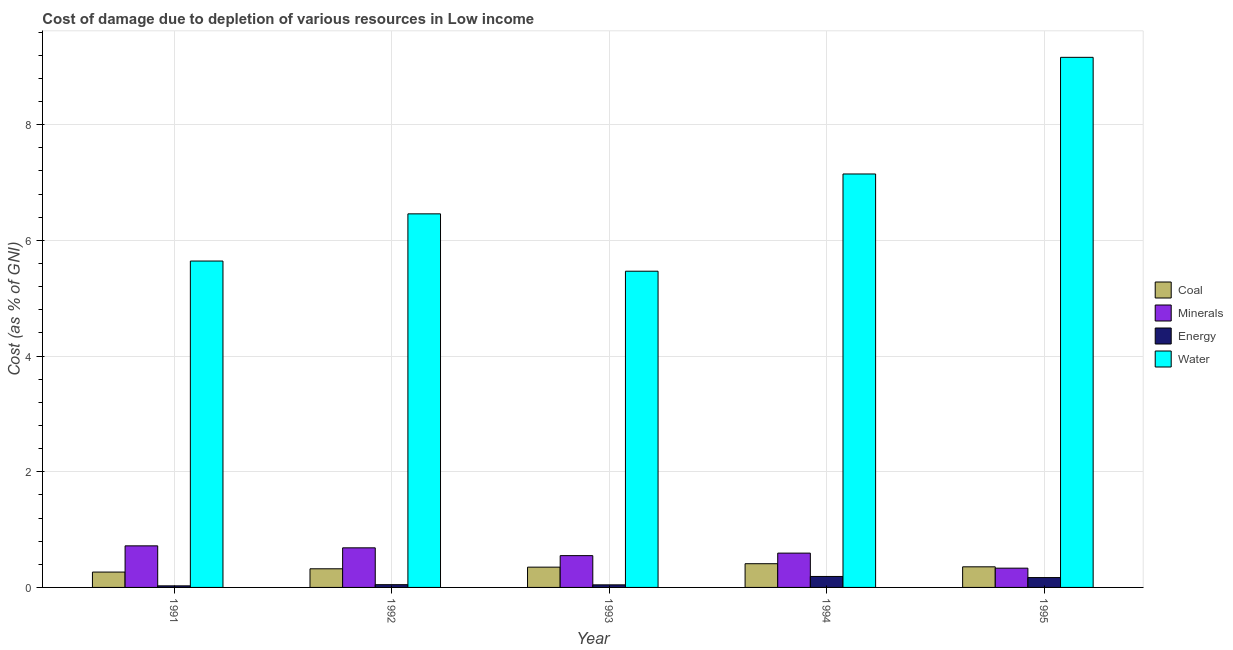 Cost of damage due to depletion of various resources in Low income
Cost (as % of GNI)
8
6
4
2
0
1991
1992
1993
1994
1995
Year
Coal
Minerals
Energy
Water